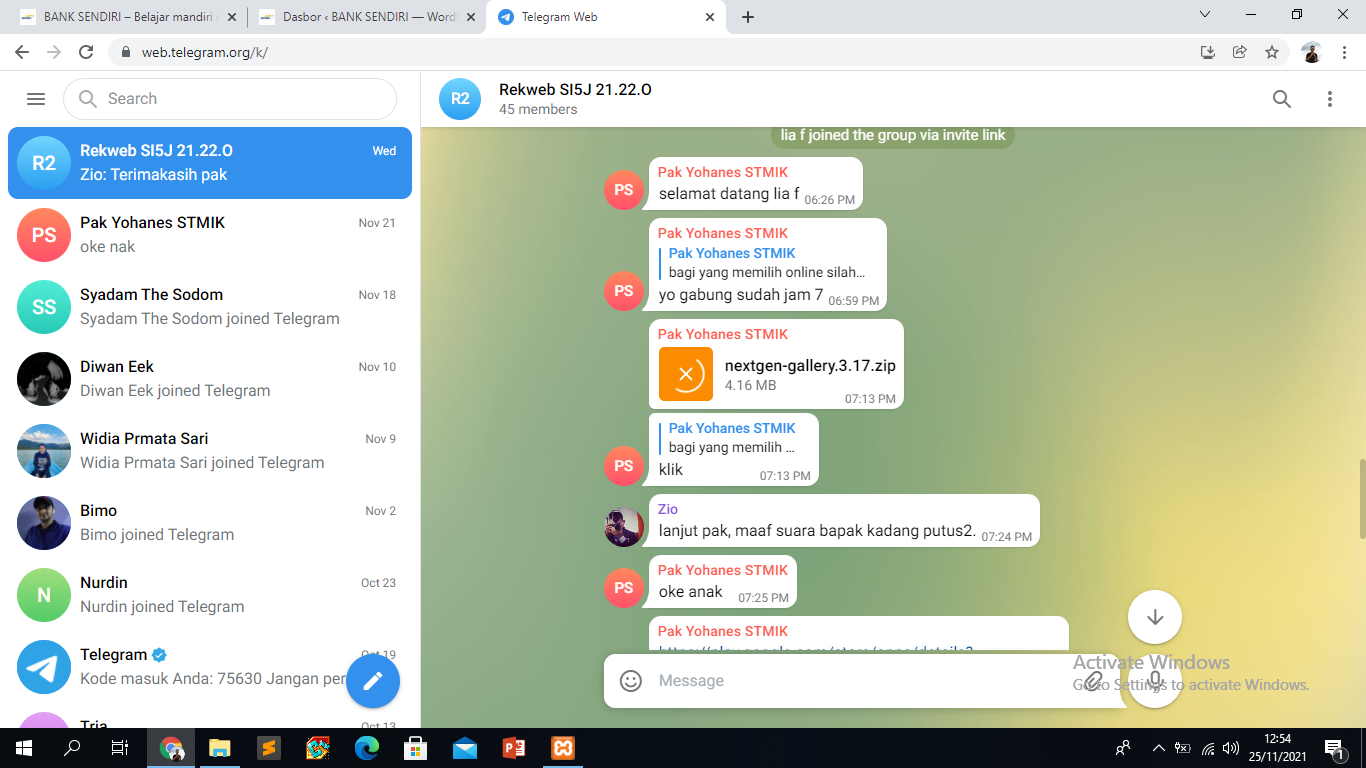 BANK SENDIRI – Belajar mandiri
Dasbor ‹ BANK SENDIRI — Word
Telegram Web
web.telegram.org/k/
Search
R2
Rekweb SI5J 21.22.O
Wed
Zio: Terimakasih pak
PS
Pak Yohanes STMIK
Nov 21
oke nak
SS
Syadam The Sodom
Nov 18
Syadam The Sodom joined Telegram
Diwan Eek
Nov 10
Diwan Eek joined Telegram
Widia Prmata Sari
Nov 9
Widia Prmata Sari joined Telegram
Bimo
Nov 2
Bimo joined Telegram
N
Nurdin
Oct 23
Nurdin joined Telegram
Telegram
Oct 19
Kode masuk Anda: 75630 Jangan per
Tria
Oct 13
R2
Rekweb SI5J 21.22.O
45 members
lia f joined the group via invite link
Pak Yohanes STMIK
PS
selamat datang lia f 06:26 PM
Pak Yohanes STMIK
Pak Yohanes STMIK
bagi yang memilih online silah...
PS
yo gabung sudah jam 7 06:59 PM
Pak Yohanes STMIK
nextgen-gallery.3.17.zip
4.16 MB
07:13 PM
Pak Yohanes STMIK
bagi yang memilih ...
PS
klik 07:13 PM
Zio
lanjut pak, maaf suara bapak kadang putus2. 07:24 PM
Pak Yohanes STMIK
PS
oke anak 07:25 PM
Pak Yohanes STMIK
https://play.google.com/store/apps/details?
Message
Activate Windows
Go to Settings to activate Windows.
12:54
25/11/2021
1